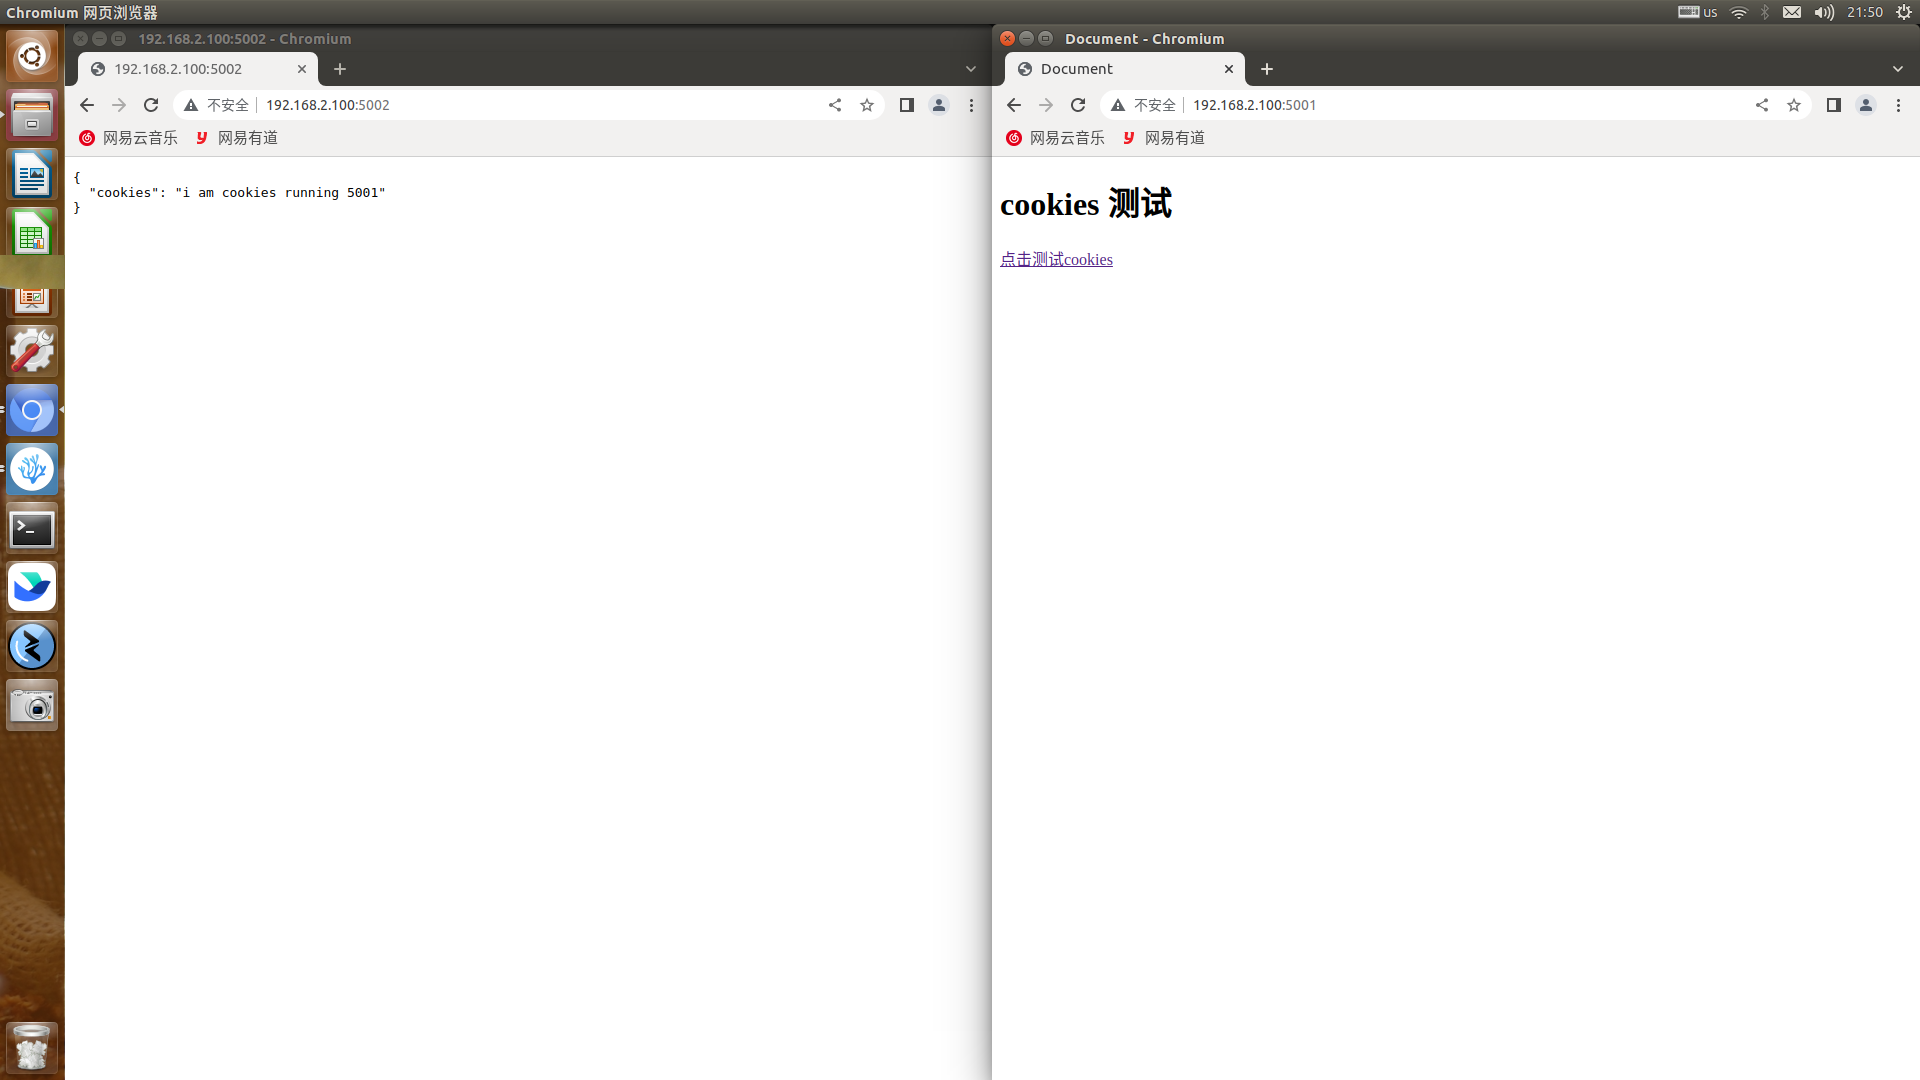 Chromium 网页浏览器
us
21:50
192.168.2.100:5002 - Chromium
192.168.2.100:5002
不安全
192.168.2.100:5002
网易云音乐
网易有道
{
"cookies": "i am cookies running 5001"
}
Document - Chromium
Document
不安全
192.168.2.100:5001
网易云音乐
网易有道
cookies 测试
点击测试cookies